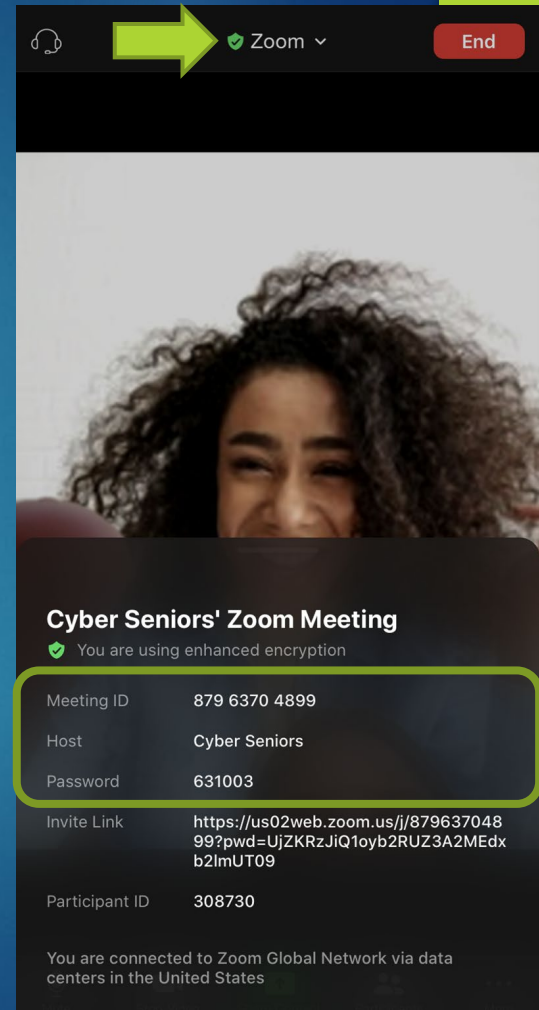 Zoom
End
Cyber Seniors' Zoom Meeting
You are using enhanced encryption
Meeting ID 879 6370 4899
Host Cyber Seniors
Password 631003
Invite Link https://us02web.zoom.us/j/879637048
99?pwd=UjZKRzJiQ1oyb2RUZ3A2MEdx
b2lmUT09
Participant ID 308730
You are connected to Zoom Global Network via data
centers in the United States